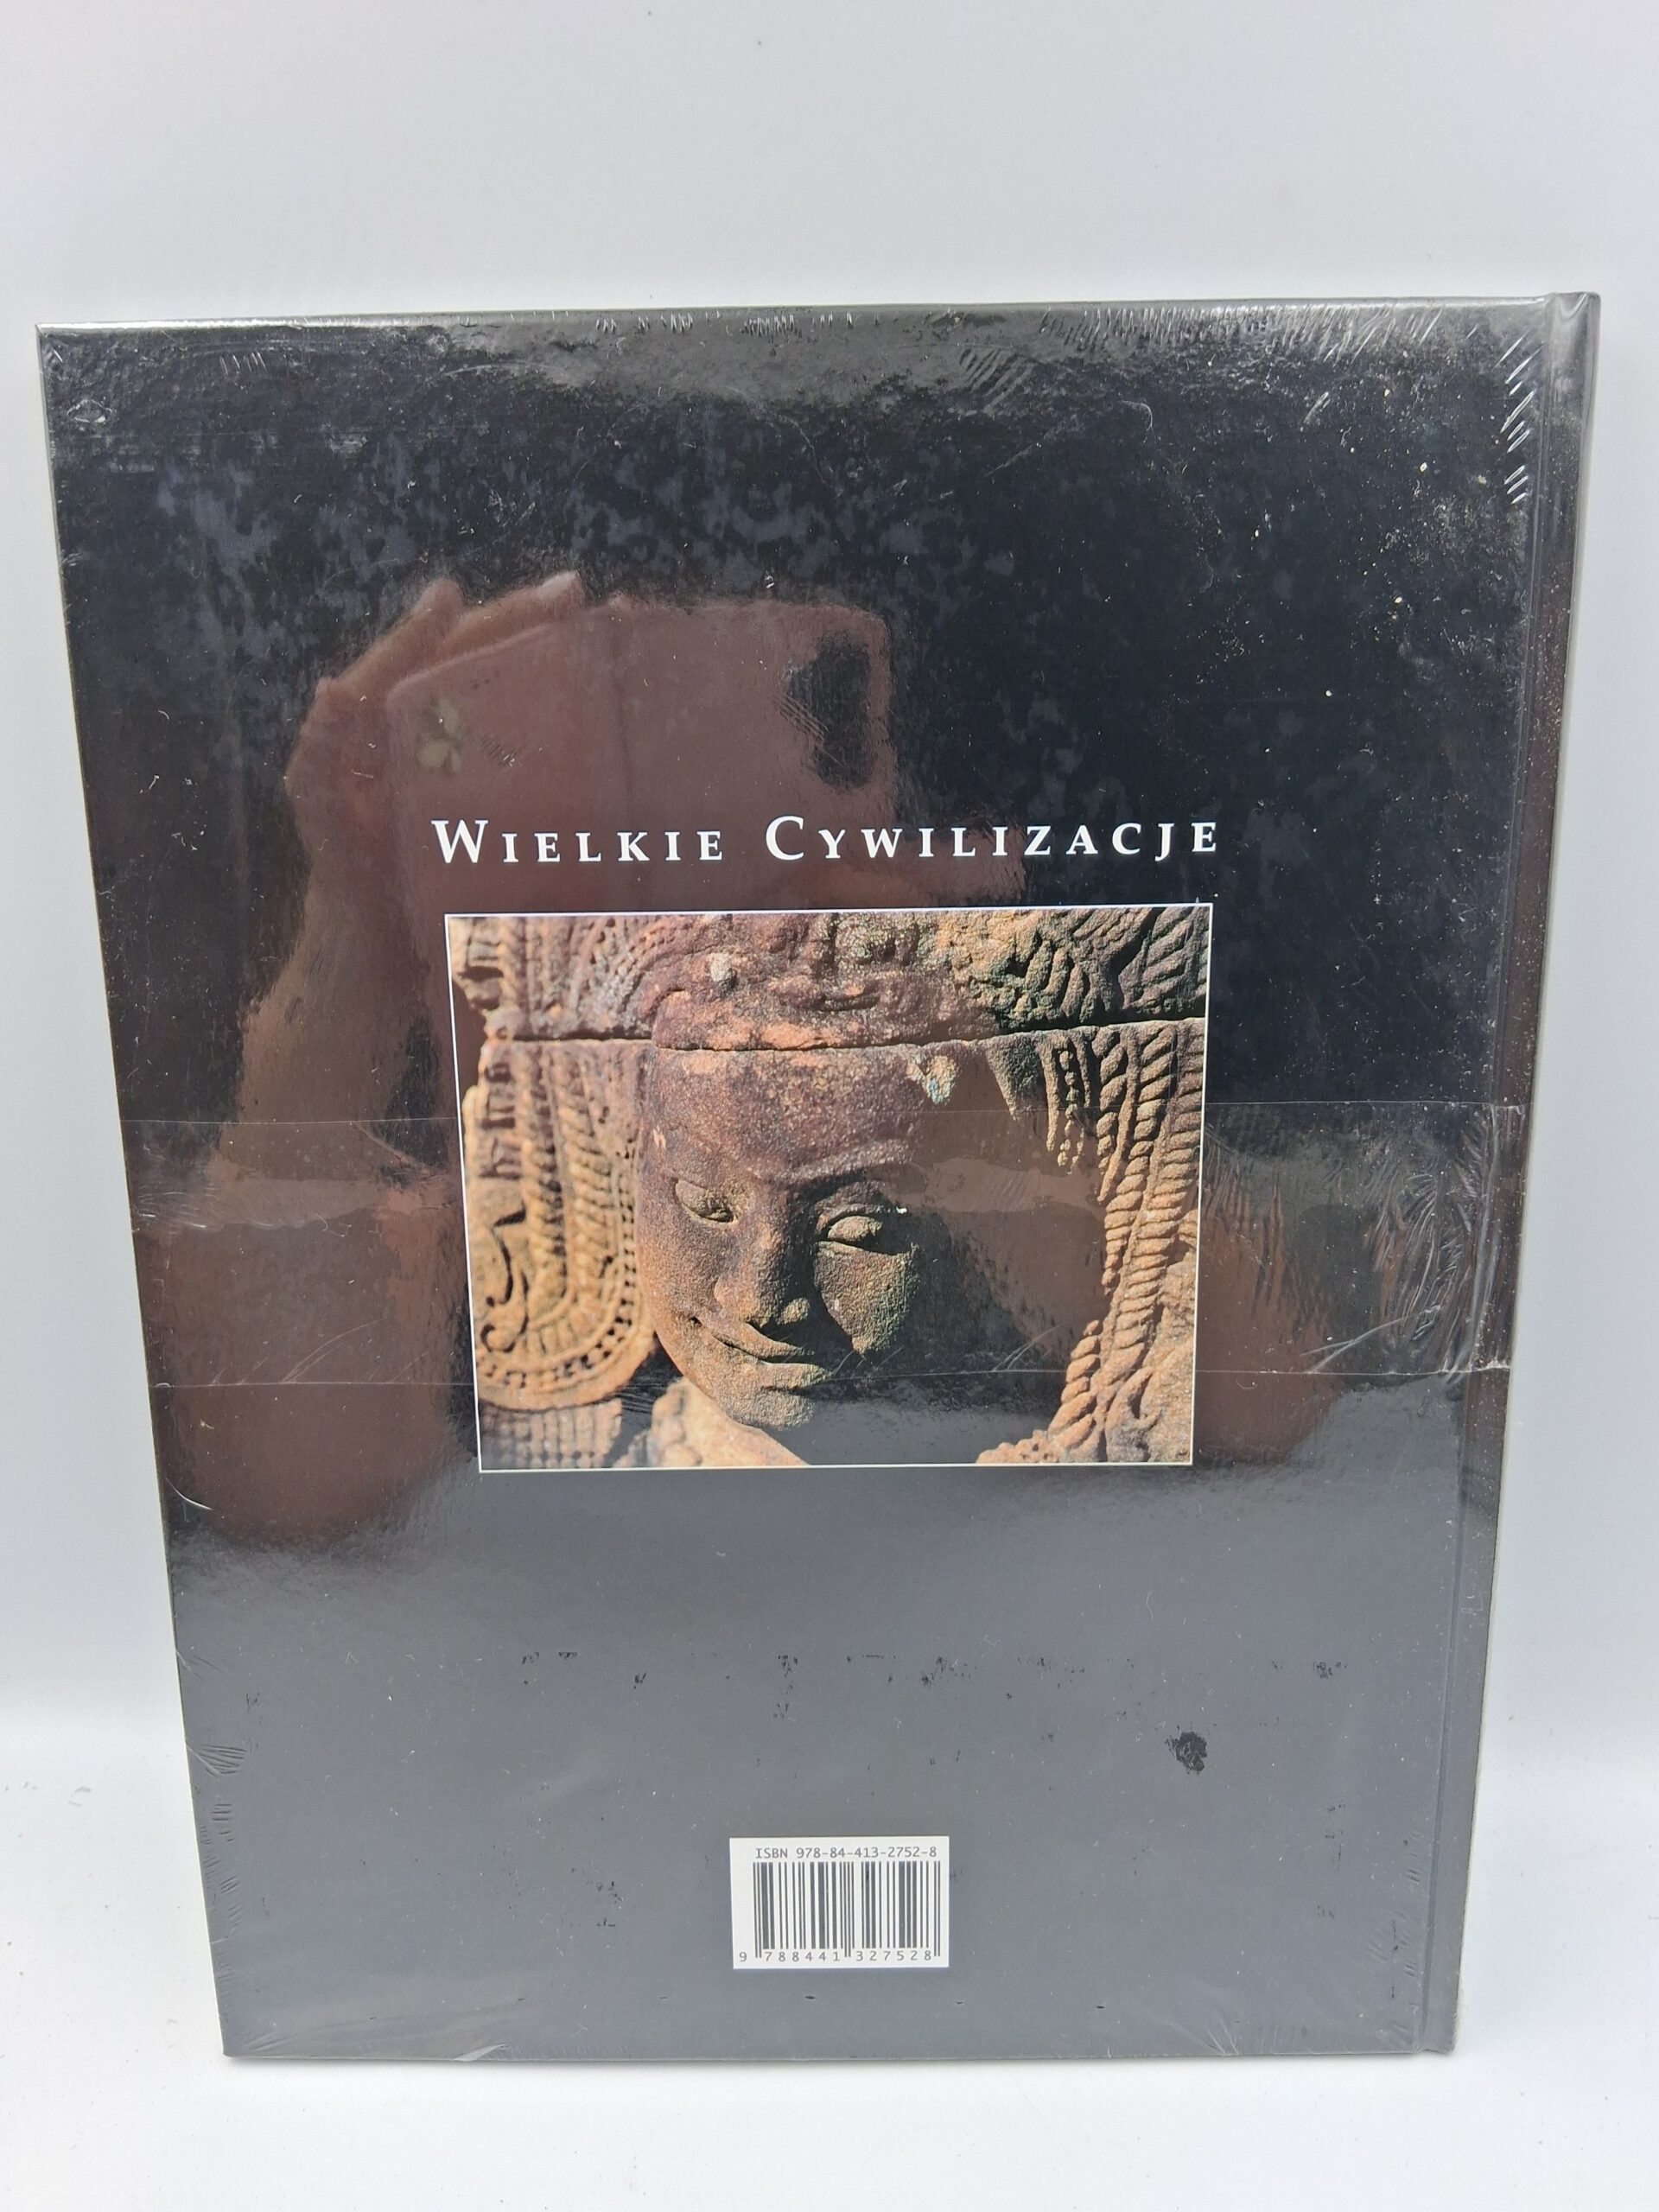 WIELKIE CYWILIZACJE
ISBN 978-84-413-2752-8
9 788441 327528